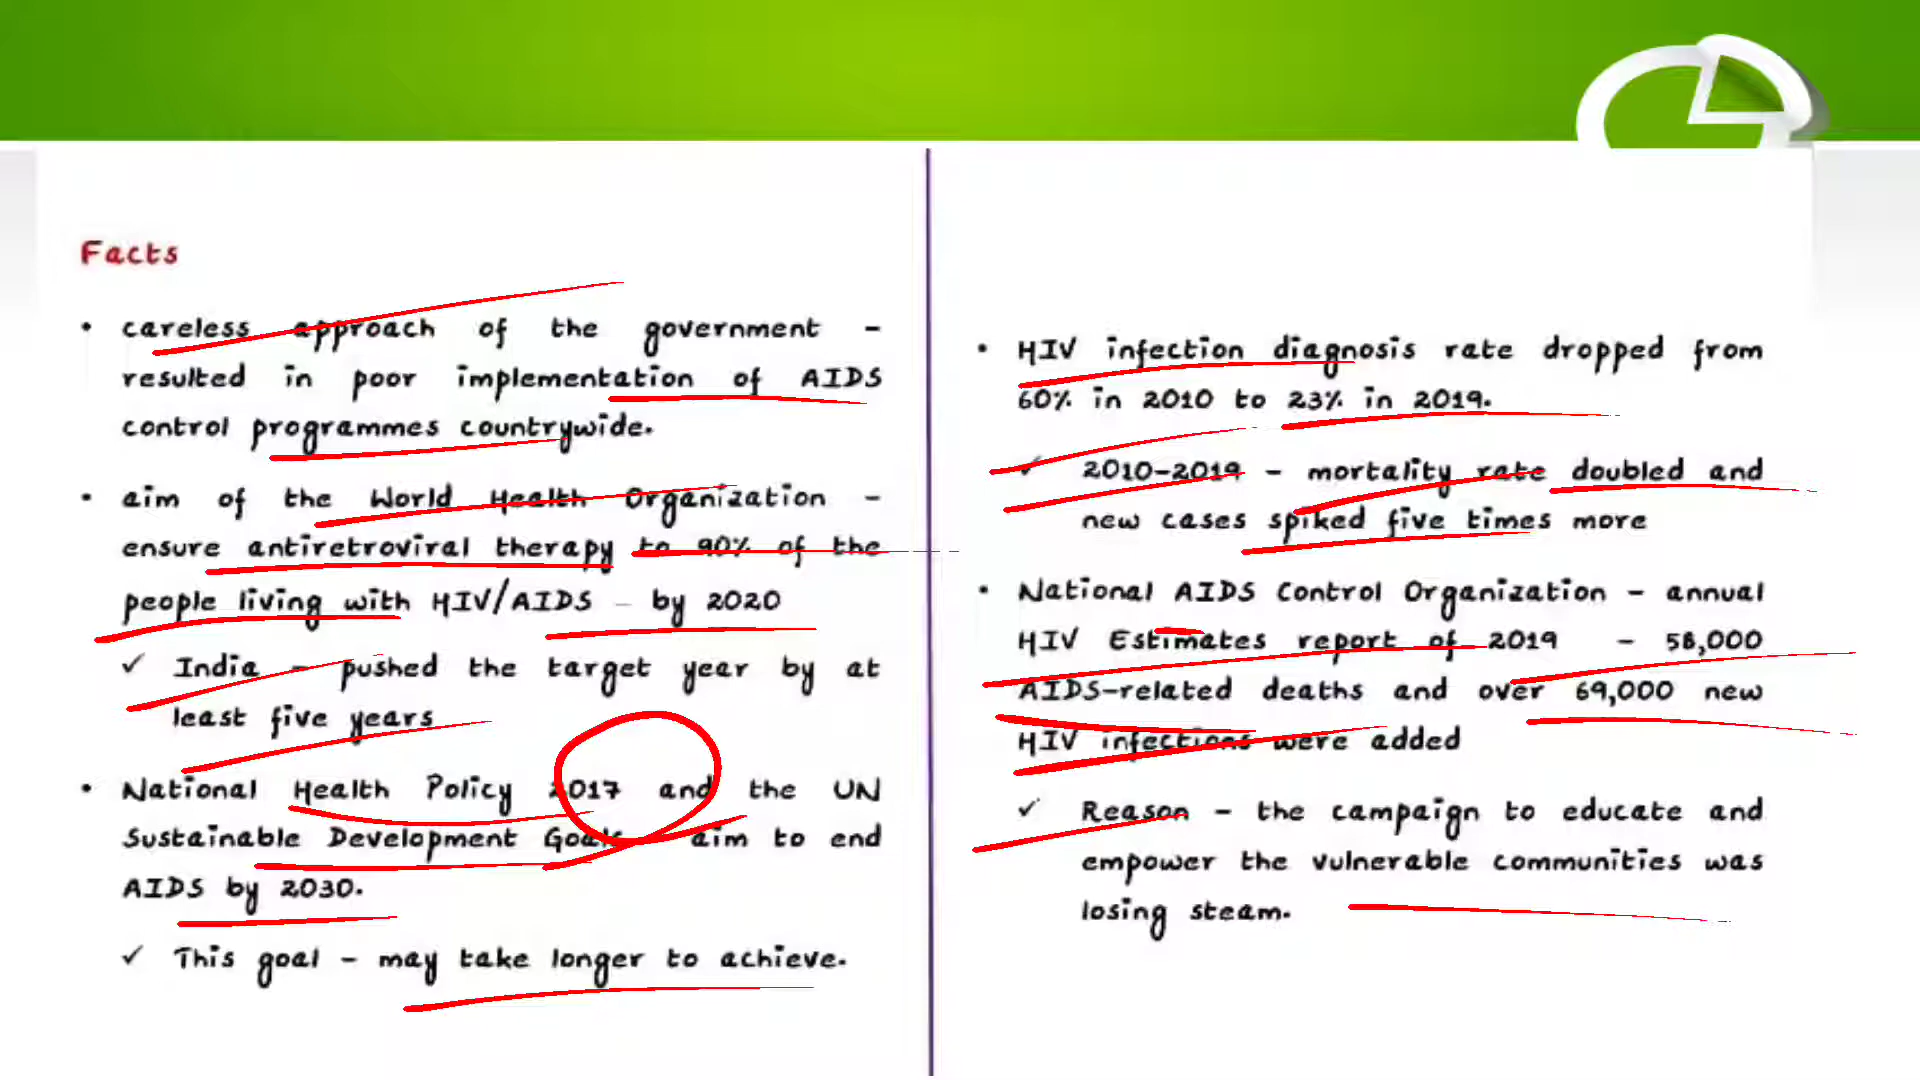 Facts
• careless approach of the government –
resulted in poor implementation of AIDS
control programmes countrywide.
• aim of the World Health Organization –
ensure antiretroviral therapy to 90% of the
people living with HIV/AIDS – by 2020
✓ India – pushed the target year by at
least five years
• National Health Policy 2017 and the UN
Sustainable Development Goals aim to end
AIDS by 2030.
✓ This goal – may take longer to achieve.
• HIV infection diagnosis rate dropped from
60% in 2010 to 23% in 2019.
✓ 2010-2019 – mortality rate doubled and
new cases spiked five times more
• National AIDS Control Organization – annual
HIV Estimates report of 2019 – 58,000
AIDS-related deaths and over 69,000 new
HIV infections were added
✓ Reason – the campaign to educate and
empower the vulnerable communities was
losing steam.